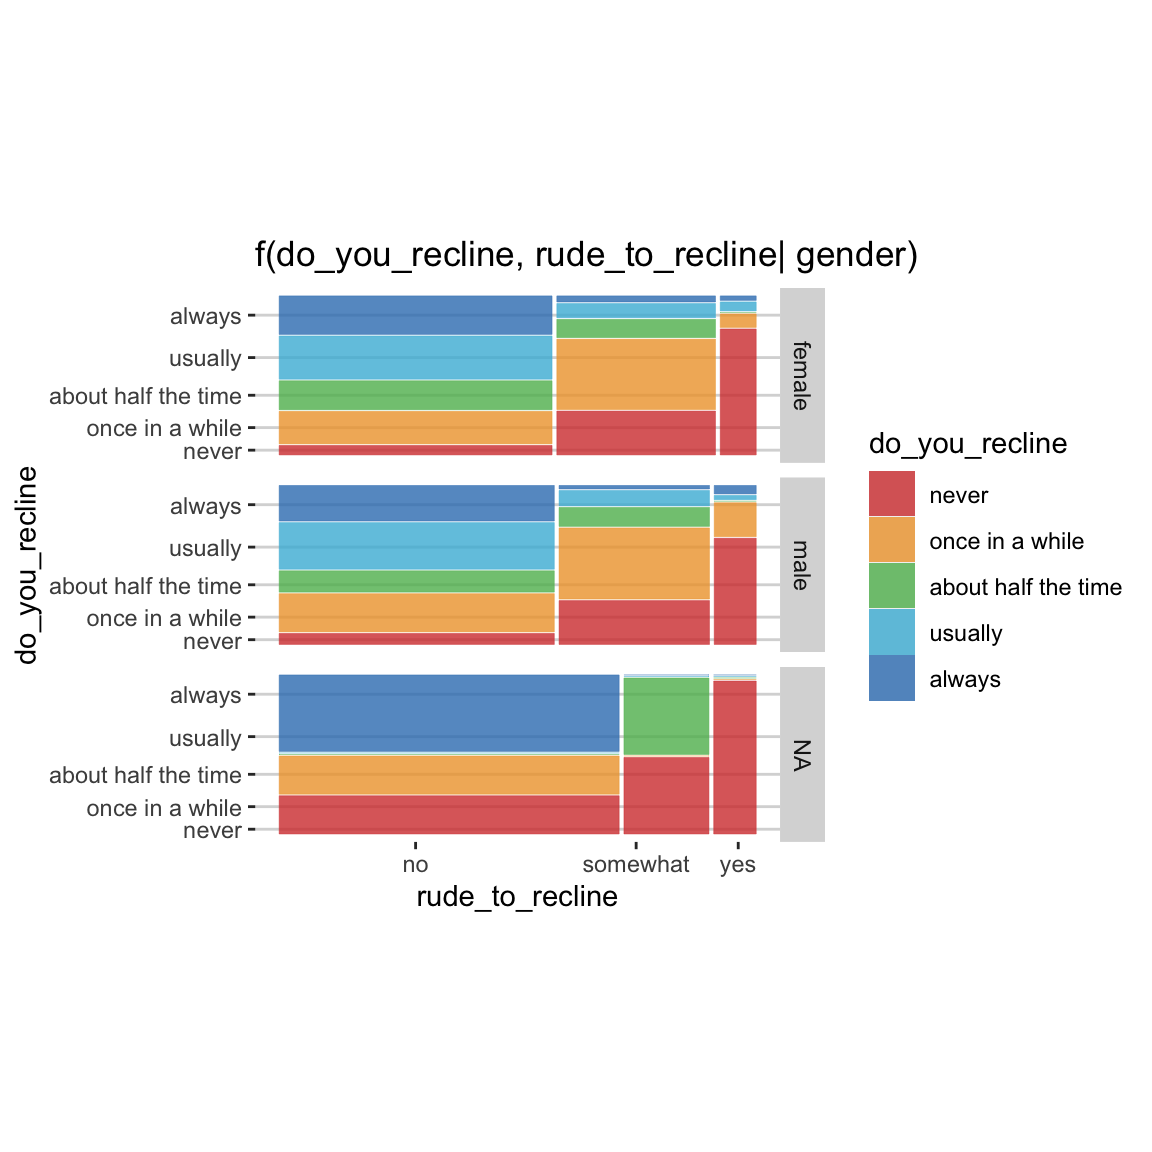 f(do_you_recline, rude_to_recline| gender)
do_you_recline
always
usually
about half the time
once in a while
never
female
always
usually
about half the time
once in a while
never
male
always
usually
about half the time
once in a while
never
NA
no
somewhat
yes
rude_to_recline
do_you_recline
never
once in a while
about half the time
usually
always